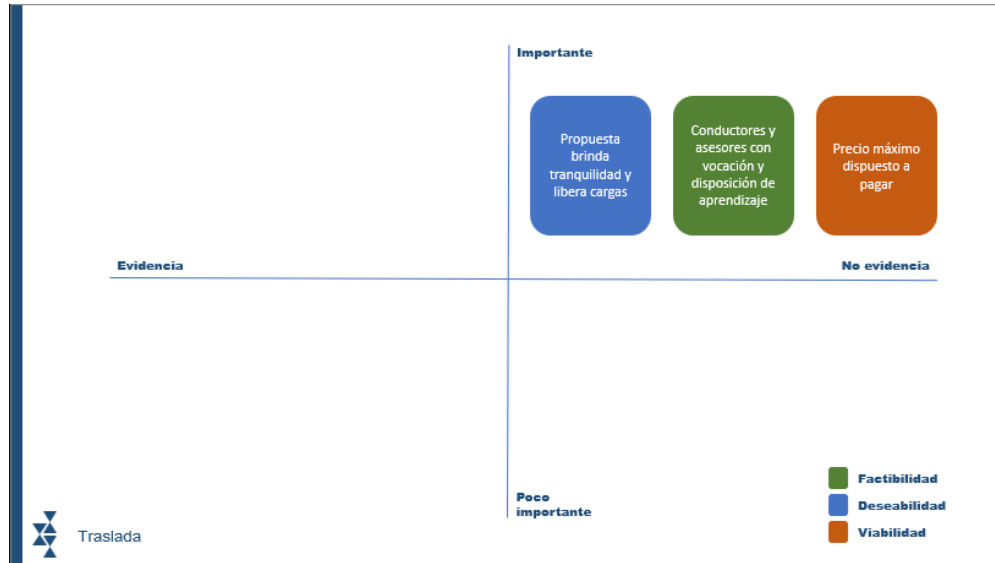 Importante
Propuesta
brinda
tranquilidad y
libera cargas
Conductores y
asesores con
vocación y
disposición de
aprendizaje
Precio máximo
dispuesto a
pagar
Evidencia
No evidencia
Poco
importante
Factibilidad
Deseabilidad
Viabilidad
Traslada